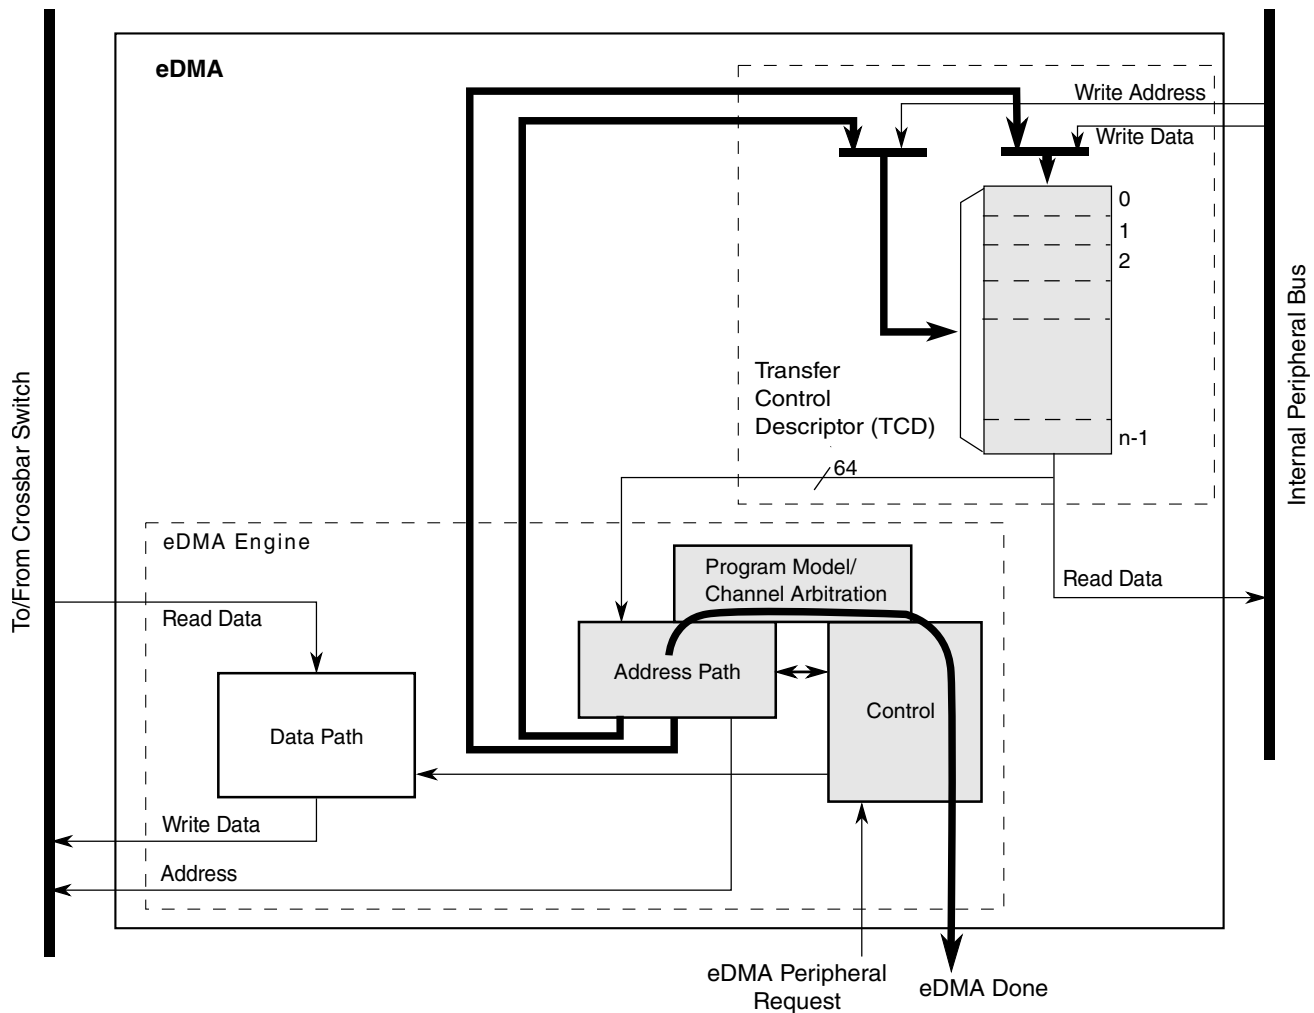 eDMA
Write Address
Write Data
0
1
2
n-1
Transfer
Control
Descriptor (TCD)
64
eDMA Engine
Program Model/
Channel Arbitration
Read Data
Read Data
Address Path
Control
Data Path
Write Data
Address
eDMA Peripheral
Request
eDMA Done
To/From Crossbar Switch
Internal Peripheral Bus